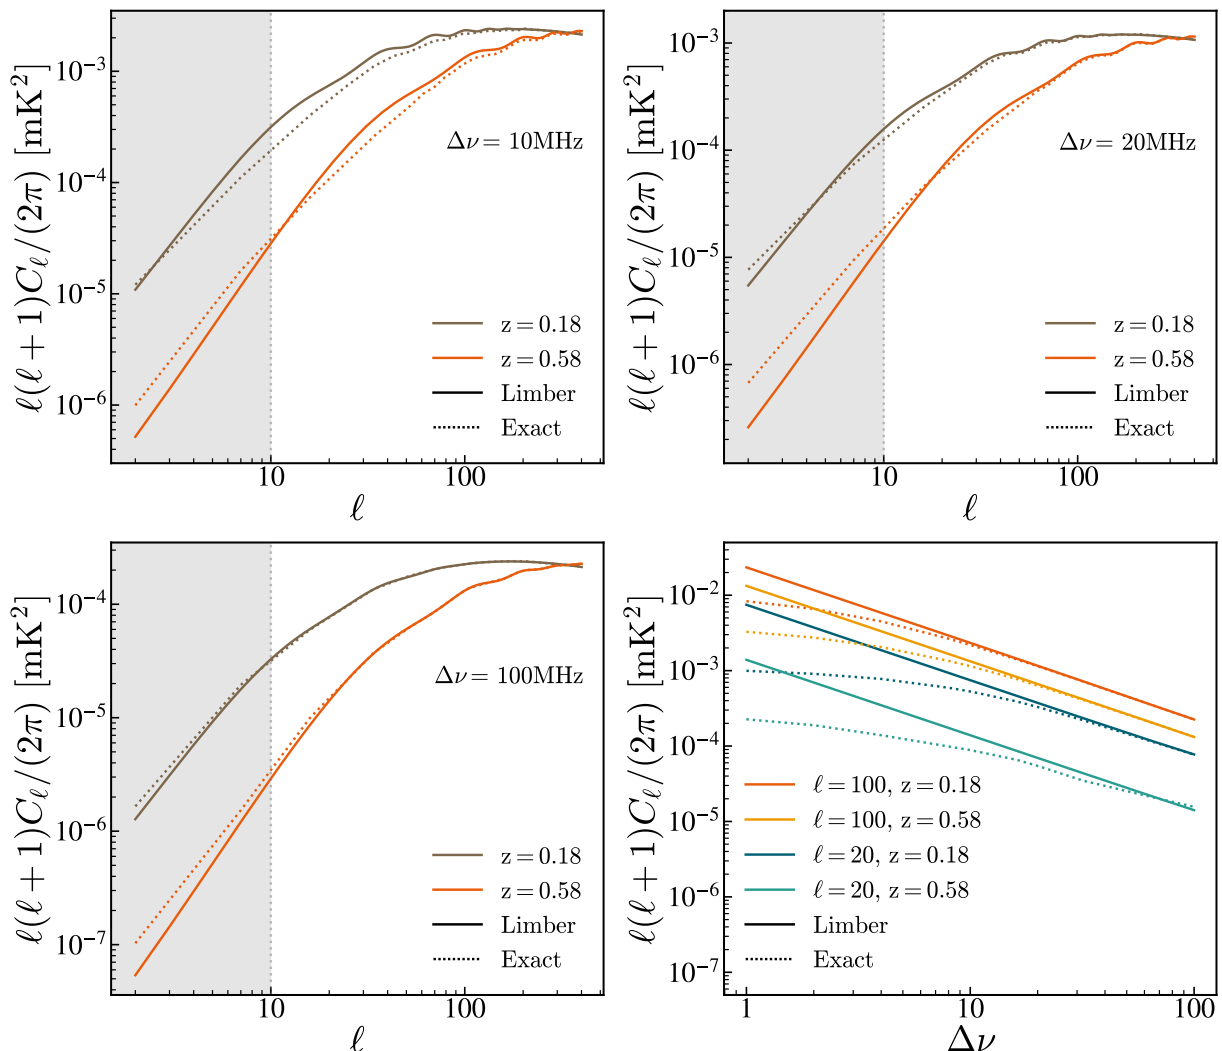 10⁻³
10⁻⁴
10⁻⁵
10⁻⁶
ℓ(ℓ + 1)Cℓ/(2π) [mK²]
Δν = 10MHz
z = 0.18
z = 0.58
Limber
Exact
10 100
ℓ
10⁻³
10⁻⁴
10⁻⁵
10⁻⁶
ℓ(ℓ + 1)Cℓ/(2π) [mK²]
Δν = 20MHz
z = 0.18
z = 0.58
Limber
Exact
10 100
ℓ
10⁻⁴
10⁻⁵
10⁻⁶
10⁻⁷
ℓ(ℓ + 1)Cℓ/(2π) [mK²]
Δν = 100MHz
z = 0.18
z = 0.58
Limber
Exact
10 100
ℓ
10⁻²
10⁻³
10⁻⁴
10⁻⁵
10⁻⁶
10⁻⁷
ℓ(ℓ + 1)Cℓ/(2π) [mK²]
ℓ = 100, z = 0.18
ℓ = 100, z = 0.58
ℓ = 20, z = 0.18
ℓ = 20, z = 0.58
Limber
Exact
1 10 100
Δν